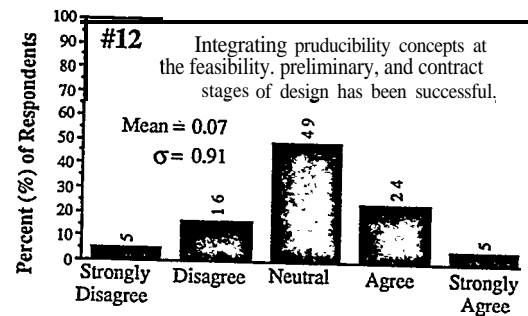 100
90
80
70
60
50
40
30
20
10
0
Percent (%) of Respondents
#12
Integrating pruducibility concepts at
the feasibility. preliminary, and contract
stages of design has been successful.
Mean = 0.07
σ = 0.91
5
16
49
24
5
Strongly
Disagree
Disagree
Neutral
Agree
Strongly
Agree